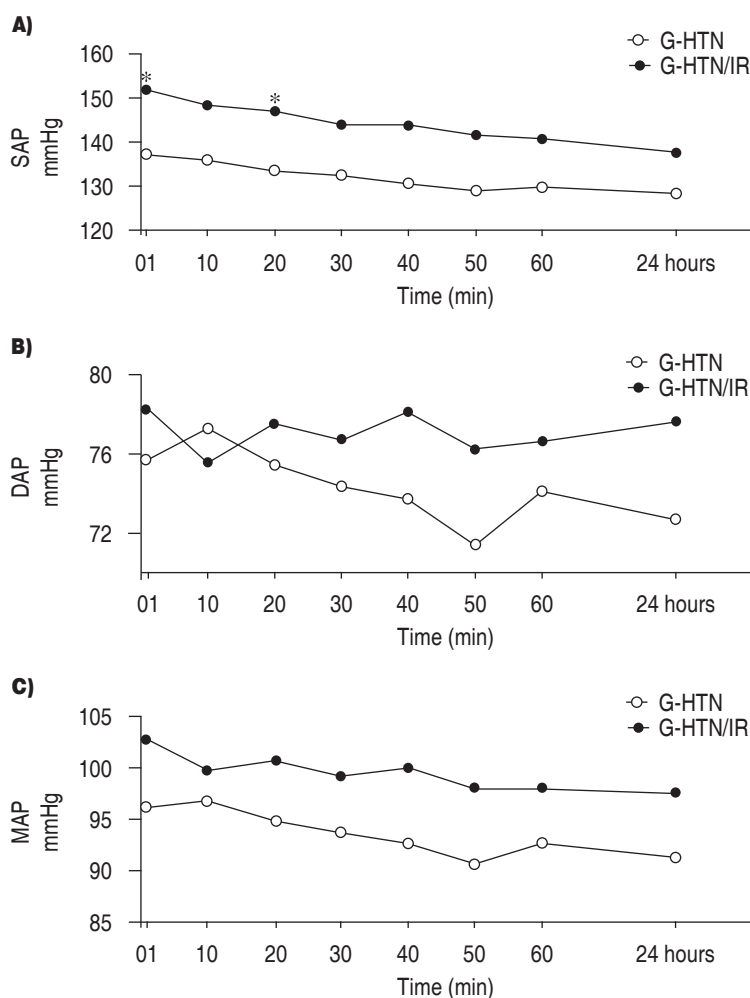 A)
G-HTN
G-HTN/IR
160
150
140
130
120
SAP
mmHg
*
*
01 10 20 30 40 50 60 24 hours
Time (min)
B)
G-HTN
G-HTN/IR
80
76
72
DAP
mmHg
01 10 20 30 40 50 60 24 hours
Time (min)
C)
G-HTN
G-HTN/IR
105
100
95
90
85
MAP
mmHg
01 10 20 30 40 50 60 24 hours
Time (min)